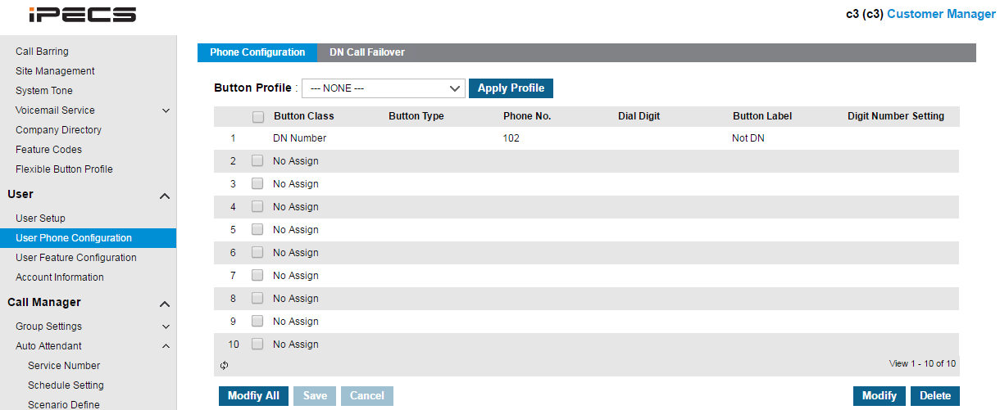 iPECS
c3 (c3) Customer Manager
Call Barring
Site Management
System Tone
Voicemail Service
Company Directory
Feature Codes
Flexible Button Profile
User
User Setup
User Phone Configuration
User Feature Configuration
Account Information
Call Manager
Group Settings
Auto Attendant
Service Number
Schedule Setting
Scenario Define
Phone Configuration DN Call Failover
Button Profile : --- NONE --- Apply Profile
Button Class Button Type Phone No. Dial Digit Button Label Digit Number Setting
1 DN Number 102 Not DN
2 No Assign
3 No Assign
4 No Assign
5 No Assign
6 No Assign
7 No Assign
8 No Assign
9 No Assign
10 No Assign
View 1 - 10 of 10
Modfiy All Save Cancel Modify Delete